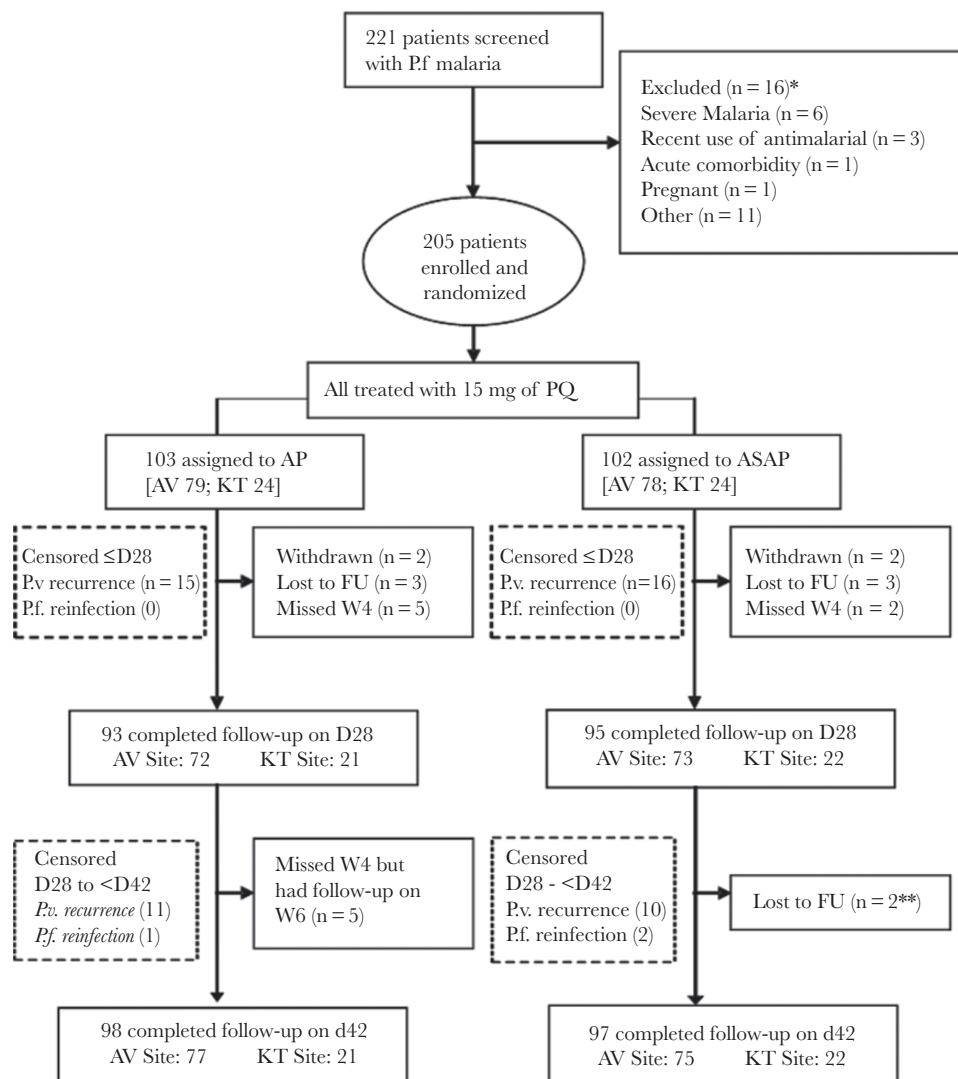 221 patients screened
with P.f malaria
Excluded (n = 16)*
Severe Malaria (n = 6)
Recent use of antimalarial (n = 3)
Acute comorbidity (n = 1)
Pregnant (n = 1)
Other (n = 11)
205 patients
enrolled and
randomized
All treated with 15 mg of PQ
103 assigned to AP
[AV 79; KT 24]
102 assigned to ASAP
[AV 78; KT 24]
Censored ≤D28
P.v recurrence (n = 15)
P.f. reinfection (0)
Withdrawn (n = 2)
Lost to FU (n = 3)
Missed W4 (n = 5)
Censored ≤D28
P.v. recurrence (n=16)
P.f. reinfection (0)
Withdrawn (n = 2)
Lost to FU (n = 3)
Missed W4 (n = 2)
93 completed follow-up on D28
AV Site: 72 KT Site: 21
95 completed follow-up on D28
AV Site: 73 KT Site: 22
Censored
D28 to <D42
P.v. recurrence (11)
P.f. reinfection (1)
Missed W4 but
had follow-up on
W6 (n = 5)
Censored
D28 - <D42
P.v. recurrence (10)
P.f. reinfection (2)
Lost to FU (n = 2**)
98 completed follow-up on d42
AV Site: 77 KT Site: 21
97 completed follow-up on d42
AV Site: 75 KT Site: 22